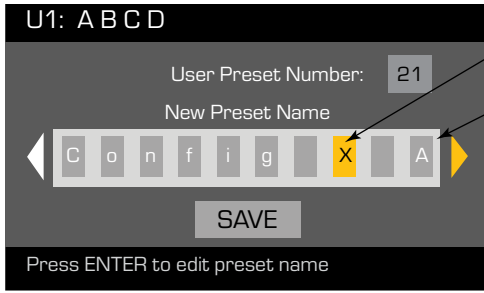 U1: A B C D
User Preset Number: 21
New Preset Name
C o n f i g X A
SAVE
Press ENTER to edit preset name